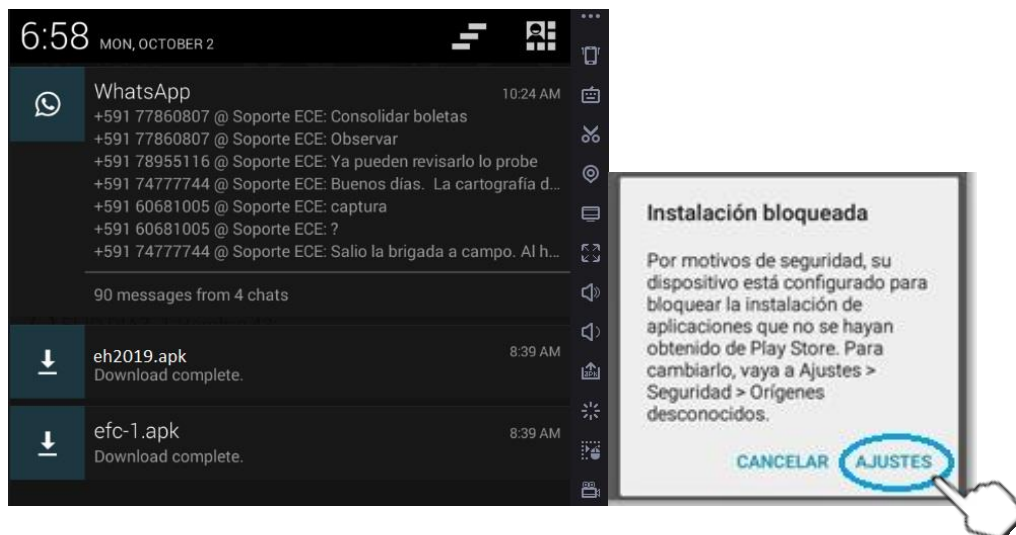 6:58 MON, OCTOBER 2
WhatsApp 10:24 AM
+591 77860807 @ Soporte ECE: Consolidar boletas
+591 77860807 @ Soporte ECE: Observar
+591 78955116 @ Soporte ECE: Ya pueden revisarlo lo probe
+591 74777744 @ Soporte ECE: Buenos días.  La cartografía d...
+591 60681005 @ Soporte ECE: captura
+591 60681005 @ Soporte ECE: ?
+591 74777744 @ Soporte ECE: Salio la brigada a campo. Al h...
90 messages from 4 chats
eh2019.apk 8:39 AM
Download complete.
efc-1.apk 8:39 AM
Download complete.
Instalación bloqueada
Por motivos de seguridad, su
dispositivo está configurado para
bloquear la instalación de
aplicaciones que no se hayan
obtenido de Play Store. Para
cambiarlo, vaya a Ajustes >
Seguridad > Orígenes
desconocidos.
CANCELAR AJUSTES